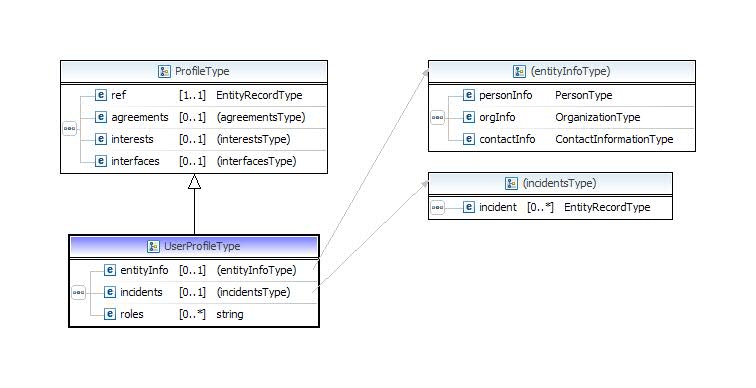 ProfileType
e ref [1..1] EntityRecordType
e agreements [0..1] (agreementsType)
e interests [0..1] (interestsType)
e interfaces [0..1] (interfacesType)
(entityInfoType)
e personInfo PersonType
e orgInfo OrganizationType
e contactInfo ContactInformationType
(incidentsType)
e incident [0..*] EntityRecordType
UserProfileType
e entityInfo [0..1] (entityInfoType)
e incidents [0..1] (incidentsType)
e roles [0..*] string